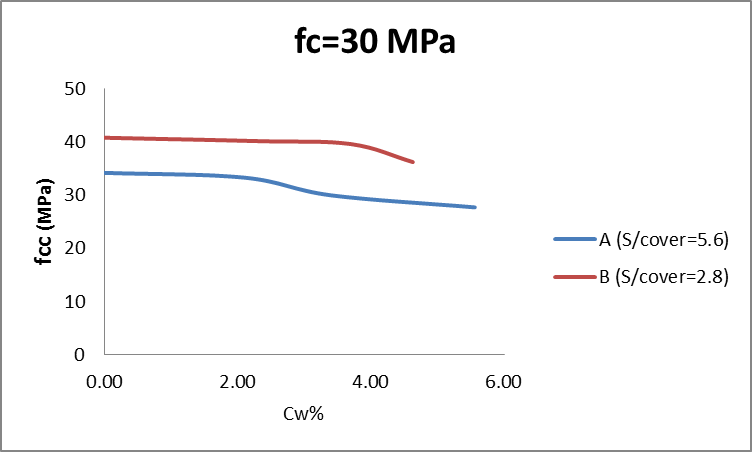 fc=30 MPa
50
40
30
20
10
0
fcc (MPa)
0.00 2.00 4.00 6.00
Cw%
A (S/cover=5.6)
B (S/cover=2.8)